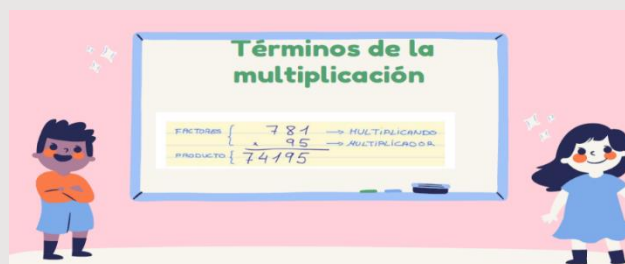 Términos de la
multiplicación
FACTORES { 781 → MULTIPLICANDO
x 95 → MULTIPLICADOR
PRODUCTO { 74195